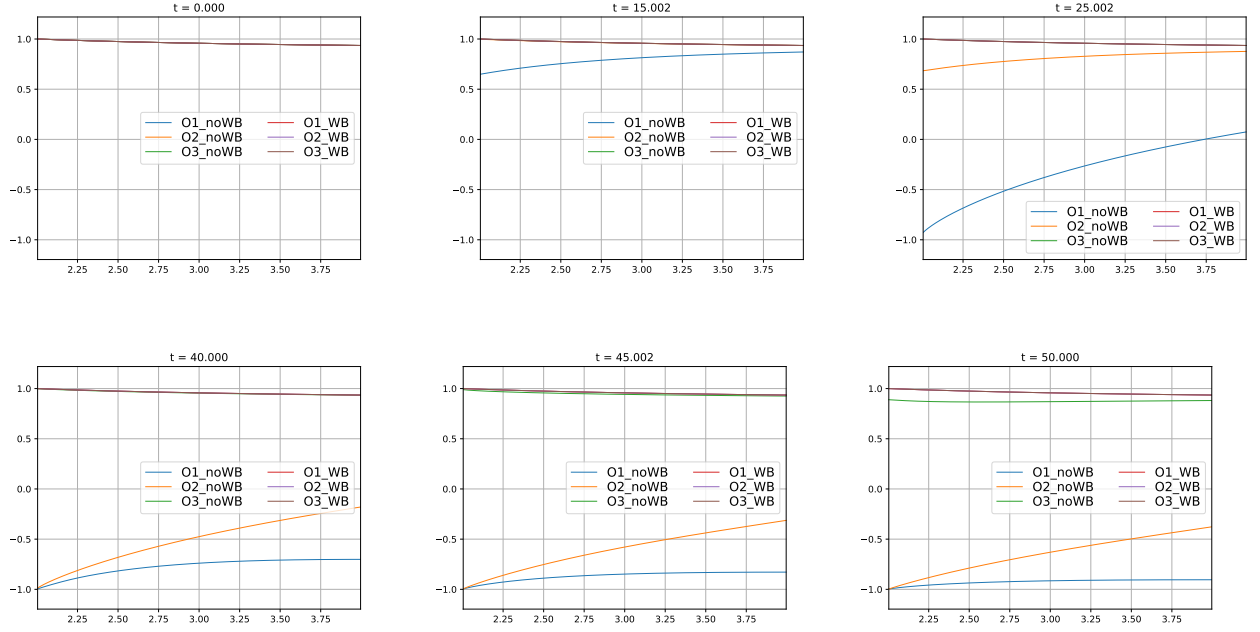 t = 0.000
1.0
0.5
0.0
−0.5
−1.0
O1_noWB O1_WB
O2_noWB O2_WB
O3_noWB O3_WB
2.25 2.50 2.75 3.00 3.25 3.50 3.75
t = 15.002
1.0
0.5
0.0
−0.5
−1.0
O1_noWB O1_WB
O2_noWB O2_WB
O3_noWB O3_WB
2.25 2.50 2.75 3.00 3.25 3.50 3.75
t = 25.002
1.0
0.5
0.0
−0.5
−1.0
O1_noWB O1_WB
O2_noWB O2_WB
O3_noWB O3_WB
2.25 2.50 2.75 3.00 3.25 3.50 3.75
t = 40.000
1.0
0.5
0.0
−0.5
−1.0
O1_noWB O1_WB
O2_noWB O2_WB
O3_noWB O3_WB
2.25 2.50 2.75 3.00 3.25 3.50 3.75
t = 45.002
1.0
0.5
0.0
−0.5
−1.0
O1_noWB O1_WB
O2_noWB O2_WB
O3_noWB O3_WB
2.25 2.50 2.75 3.00 3.25 3.50 3.75
t = 50.000
1.0
0.5
0.0
−0.5
−1.0
O1_noWB O1_WB
O2_noWB O2_WB
O3_noWB O3_WB
2.25 2.50 2.75 3.00 3.25 3.50 3.75